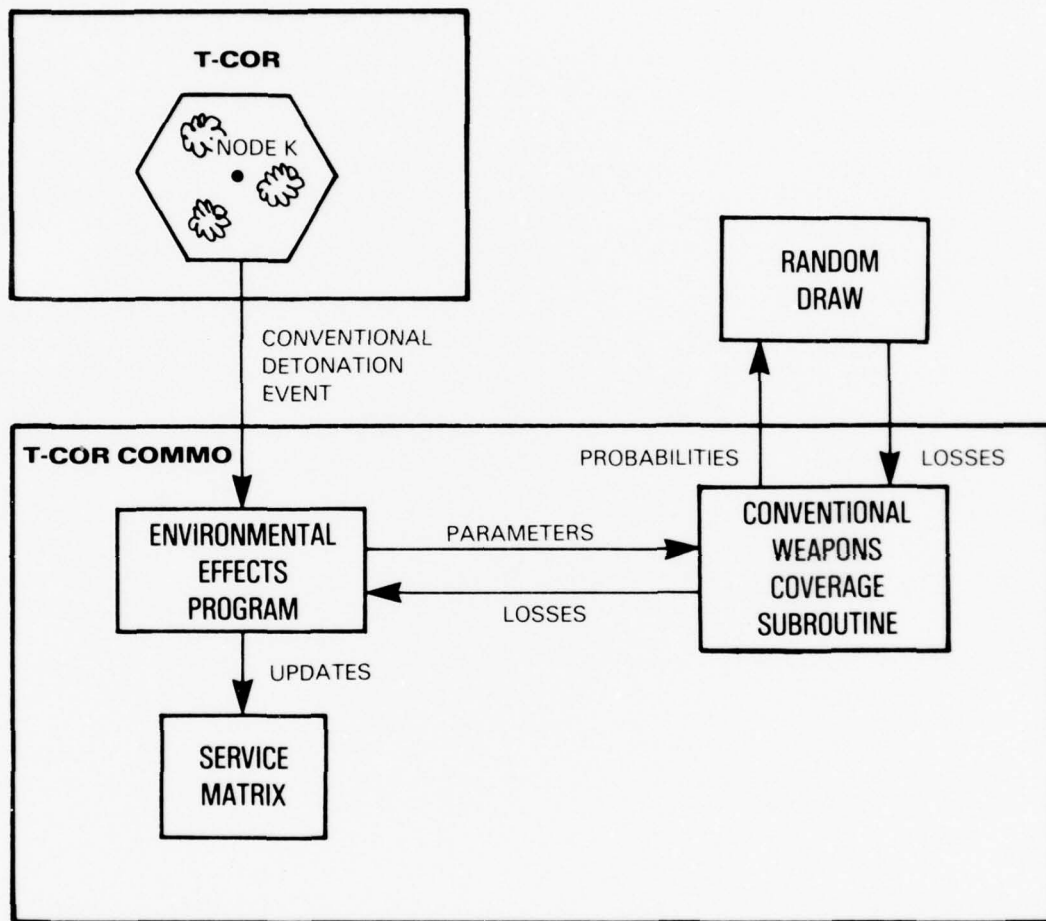 T-COR
NODE K
CONVENTIONAL
DETONATION
EVENT
RANDOM
DRAW
T-COR COMMO
PROBABILITIES
LOSSES
ENVIRONMENTAL
EFFECTS
PROGRAM
PARAMETERS
LOSSES
CONVENTIONAL
WEAPONS
COVERAGE
SUBROUTINE
UPDATES
SERVICE
MATRIX